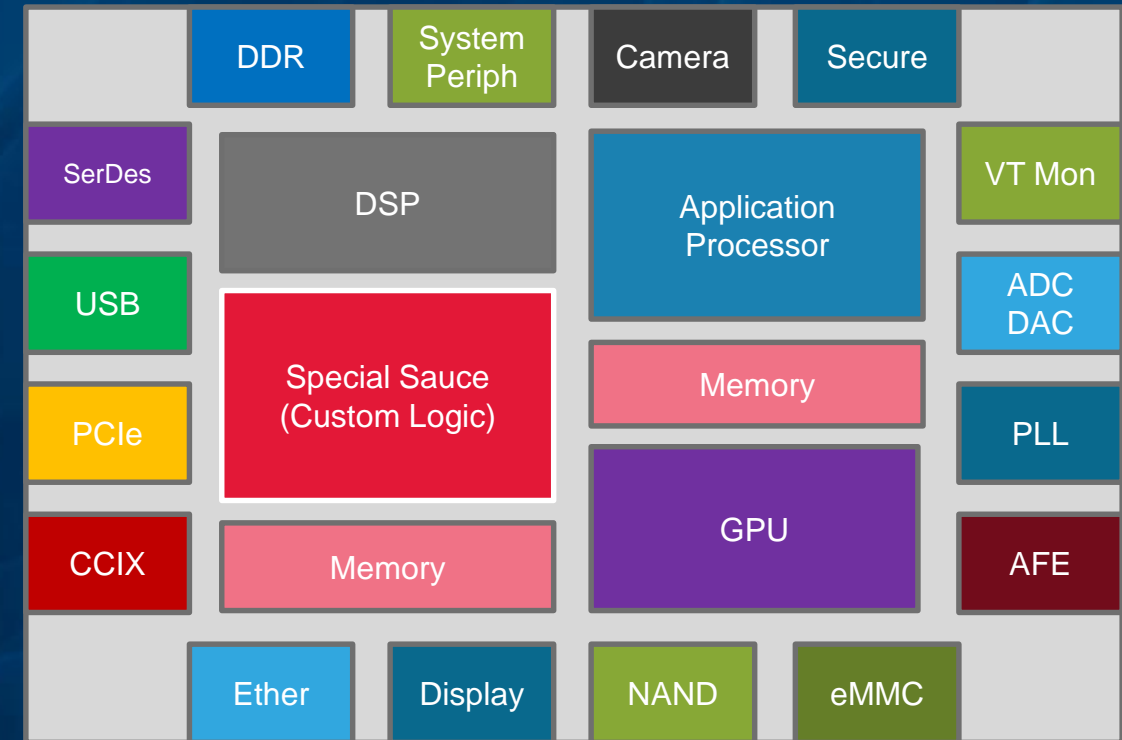 DDR
System
Periph
Camera
Secure
SerDes
DSP
Application
Processor
VT Mon
USB
ADC
DAC
Special Sauce
(Custom Logic)
Memory
PCIe
PLL
CCIX
Memory
GPU
AFE
Ether
Display
NAND
eMMC